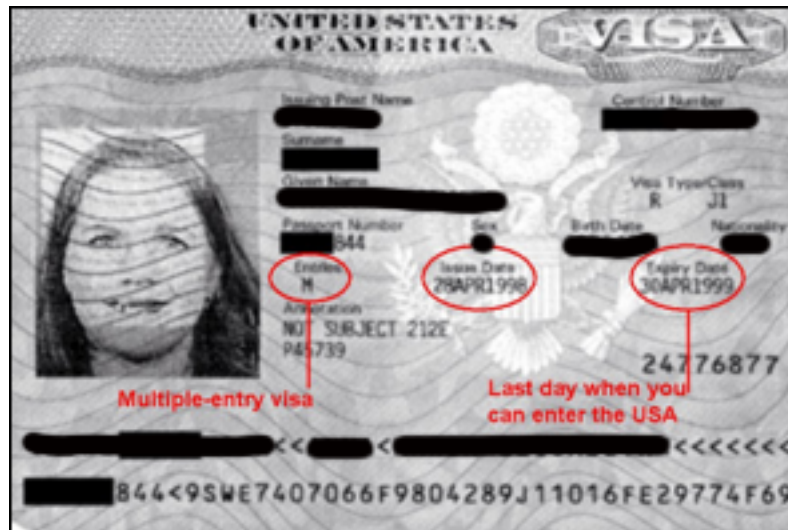 UNITED STATES
OF AMERICA
VISA
Issuing Post Name
Control Number
Surname
Given Name
Visa Type/Class
R J1
Passport Number
844
Sex
Birth Date
Nationality
Entries
M
Issue Date
28APR1998
Expiry Date
30APR1999
Annotation
NOT SUBJECT 212E
P45739
24776877
Multiple-entry visa
Last day when you
can enter the USA
<< < <<<<<<<
844<9SWE7407066F9804289J11016FE29774F69